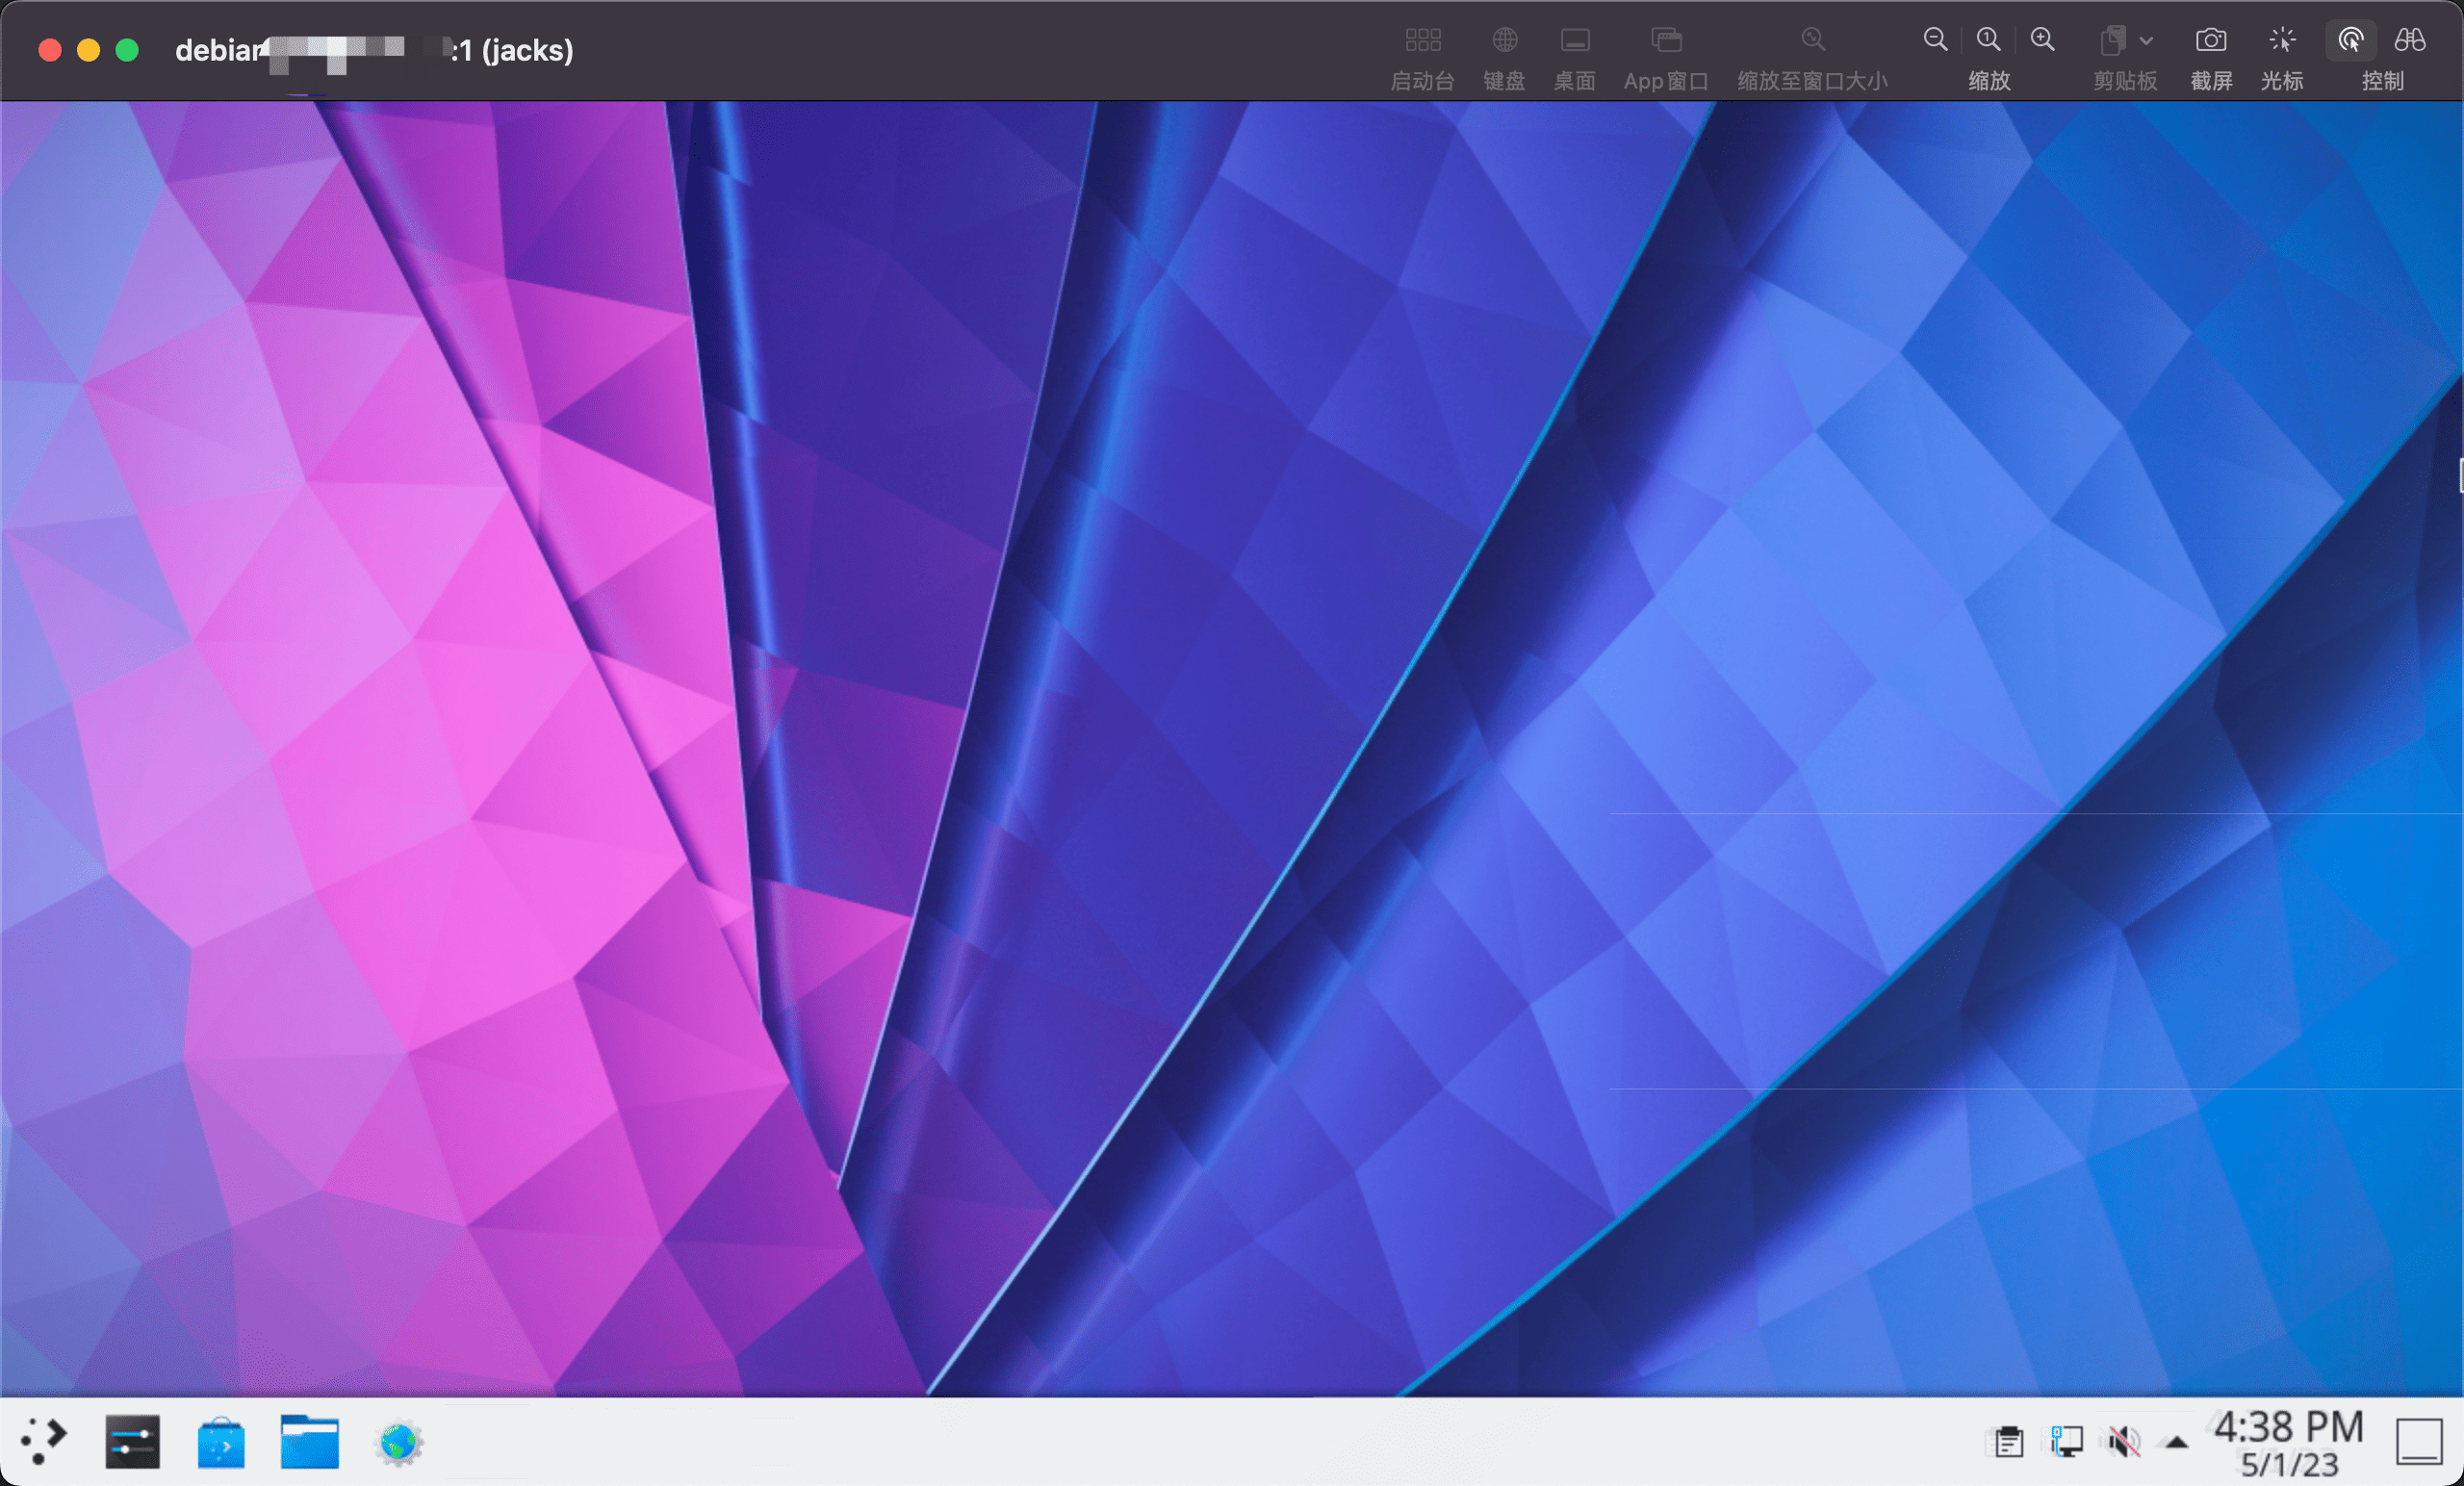 :1 (jacks)
启动台 键盘 桌面 App窗口 缩放至窗口大小 缩放 剪贴板 截屏 光标 控制
4:38 PM
5/1/23